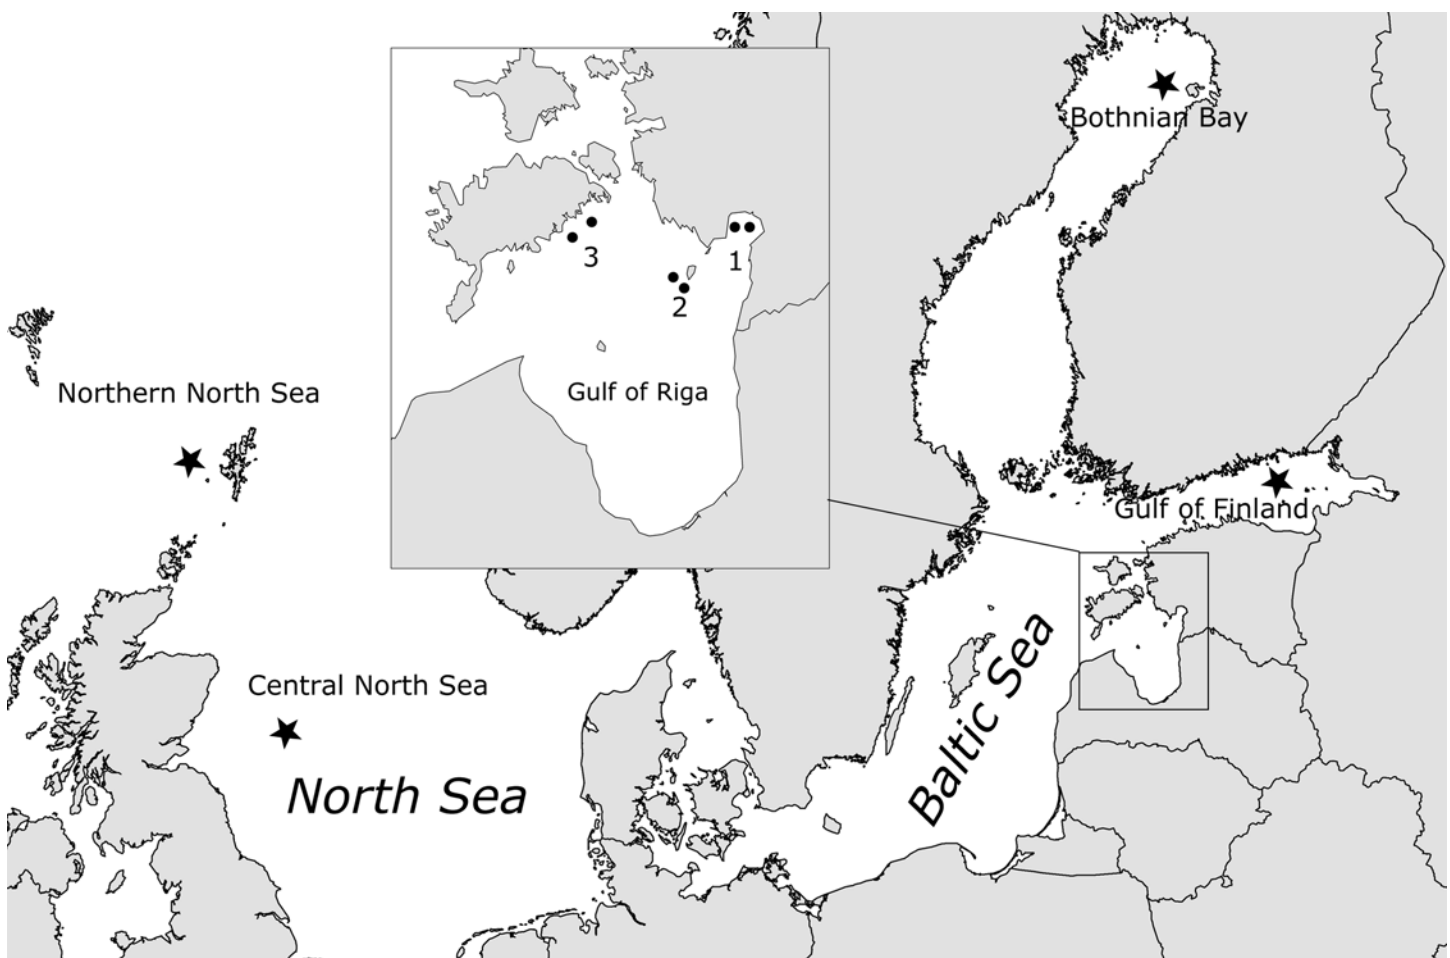 Bothnian Bay
3
1
2
Northern North Sea
Gulf of Riga
Gulf of Finland
Central North Sea
Baltic Sea
North Sea